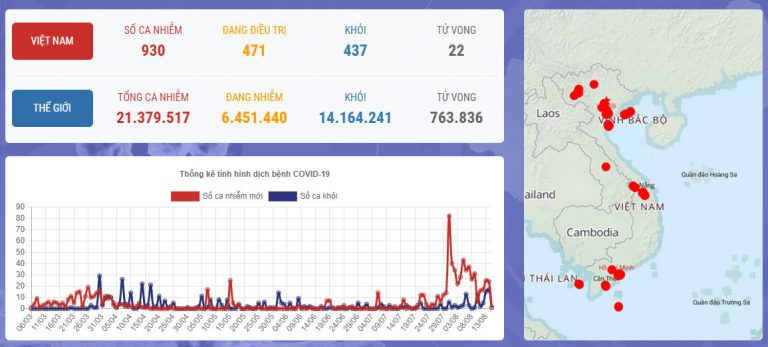 VIỆT NAM
SỐ CA NHIỄM
930
ĐANG ĐIỀU TRỊ
471
KHỎI
437
TỬ VONG
22
THẾ GIỚI
TỔNG CA NHIỄM
21.379.517
ĐANG NHIỄM
6.451.440
KHỎI
14.164.241
TỬ VONG
763.836
Thống kê tình hình dịch bệnh COVID-19
Số ca nhiễm mới
Số ca khỏi
90
80
70
60
50
40
30
20
10
0
06/03
11/03
16/03
21/03
26/03
31/03
05/04
10/04
15/04
20/04
25/04
30/04
05/05
10/05
15/05
20/05
25/05
30/05
04/06
09/06
14/06
19/06
24/06
29/06
04/07
09/07
14/07
19/07
24/07
29/07
03/08
08/08
13/08
Laos
VỊNH BẮC BỘ
Quần đảo Hoàng Sa
Nẵng
ailand
VIỆT NAM
Cambodia
Hồ Chí Minh
THÁI LAN
Cần Thơ
Quần đảo Trường Sa